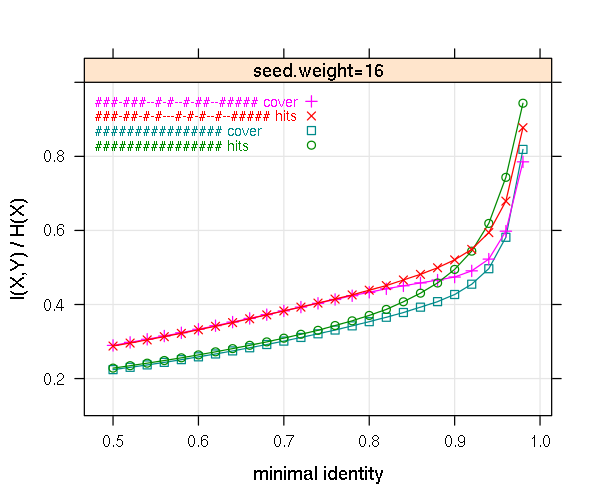 seed.weight=16
###-###--#-#--#-##--##### cover
###-##-#-#---#-#-#--#--##### hits
################ cover
################ hits
I(X,Y) / H(X)
0.8
0.6
0.4
0.2
0.5 0.6 0.7 0.8 0.9 1.0
minimal identity